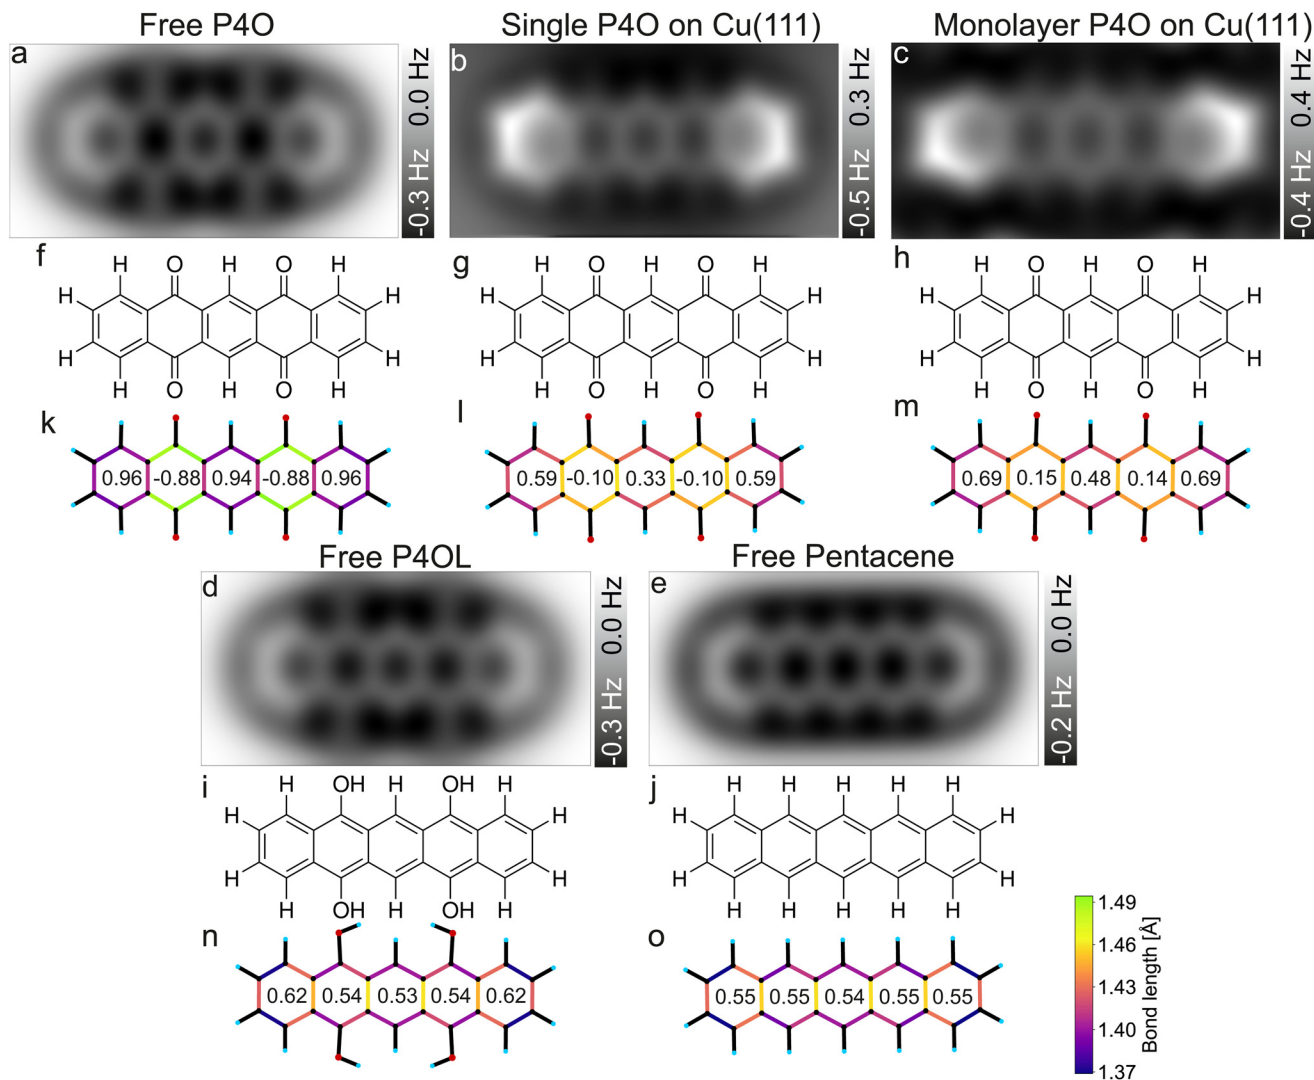 Free P4O
Single P4O on Cu(111)
Monolayer P4O on Cu(111)
a
-0.3 Hz 0.0 Hz
b
-0.5 Hz 0.3 Hz
c
-0.4 Hz 0.4 Hz
f
H O H O H
H H
H H
H O H O H
g
H O H O H
H H
H H
H O H O H
h
H O H O H
H H
H H
H O H O H
k
0.96 -0.88 0.94 -0.88 0.96
l
0.59 -0.10 0.33 -0.10 0.59
m
0.69 0.15 0.48 0.14 0.69
Free P4OL
Free Pentacene
d
-0.3 Hz 0.0 Hz
e
-0.2 Hz 0.0 Hz
i
H OH H OH H
H H
H H
H OH H OH H
j
H H H H H
H H
H H
H H H H H
n
0.62 0.54 0.53 0.54 0.62
o
0.55 0.55 0.54 0.55 0.55
1.49
1.46
1.43
1.40
1.37
Bond length [Å]